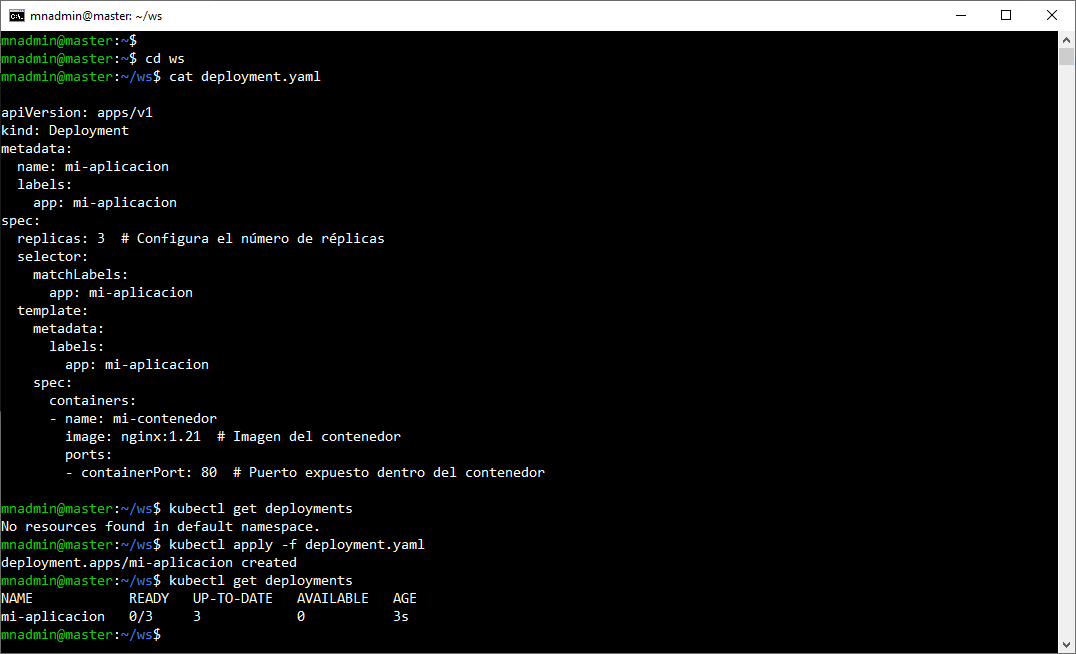 mnadmin@master: ~/ws
mnadmin@master:~$
mnadmin@master:~$ cd ws
mnadmin@master:~/ws$ cat deployment.yaml
apiVersion: apps/v1
kind: Deployment
metadata:
  name: mi-aplicacion
  labels:
    app: mi-aplicacion
spec:
  replicas: 3  # Configura el número de réplicas
  selector:
    matchLabels:
      app: mi-aplicacion
  template:
    metadata:
      labels:
        app: mi-aplicacion
    spec:
      containers:
      - name: mi-contenedor
        image: nginx:1.21  # Imagen del contenedor
        ports:
        - containerPort: 80  # Puerto expuesto dentro del contenedor
mnadmin@master:~/ws$ kubectl get deployments
No resources found in default namespace.
mnadmin@master:~/ws$ kubectl apply -f deployment.yaml
deployment.apps/mi-aplicacion created
mnadmin@master:~/ws$ kubectl get deployments
NAME            READY   UP-TO-DATE   AVAILABLE   AGE
mi-aplicacion   0/3     3            0           3s
mnadmin@master:~/ws$